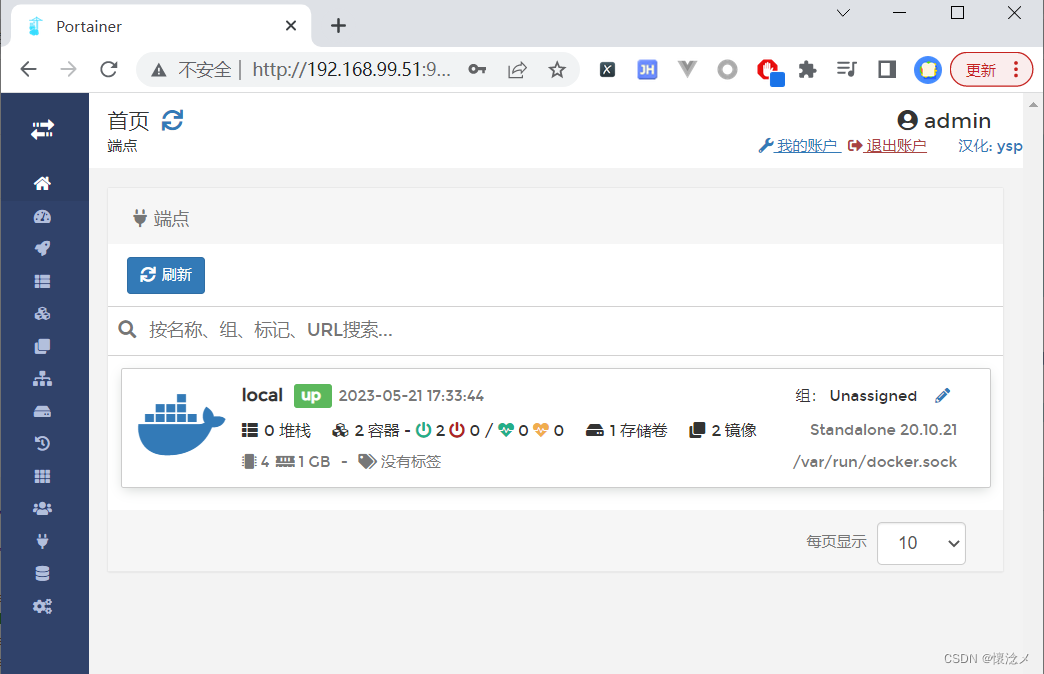 Portainer
不安全 http://192.168.99.51:9...
JH
更新
首页
端点
admin
我的账户 退出账户 汉化: ysp
端点
刷新
按名称、组、标记、URL搜索...
local up 2023-05-21 17:33:44 组: Unassigned
0 堆栈 2 容器 - 2 0 / 0 0 1 存储卷 2 镜像 Standalone 20.10.21
4 1 GB - 没有标签 /var/run/docker.sock
每页显示 10
CSDN @懷淰メ